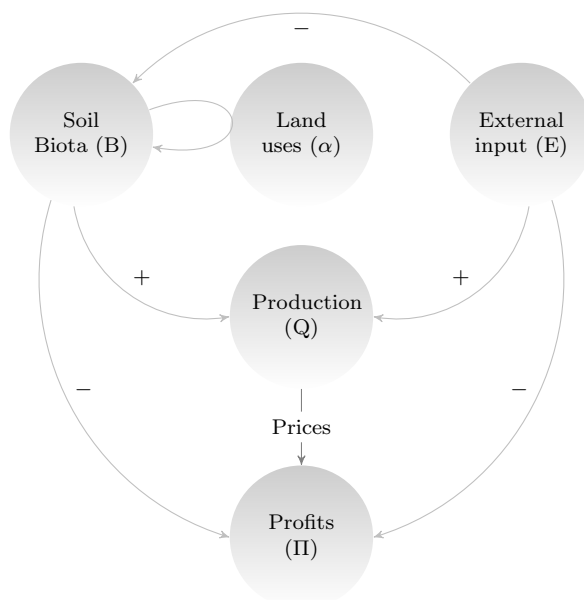 −
Soil
Biota (B)
Land
uses (α)
External
input (E)
+
+
Production
(Q)
−
−
Prices
Profits
(Π)